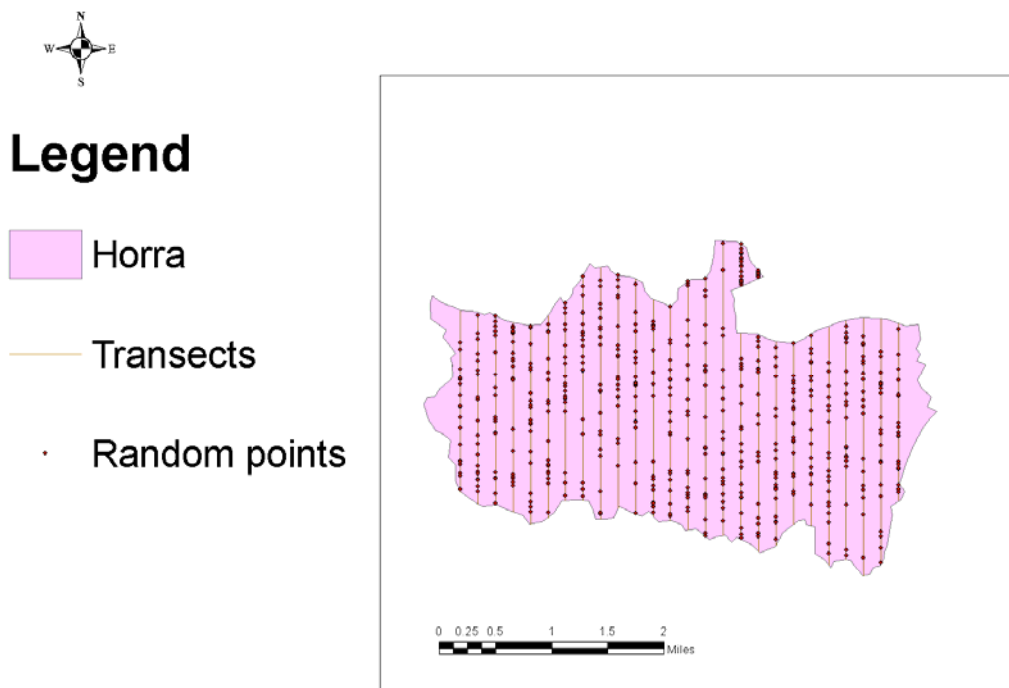 N
W E
S
Legend
Horra
Transects
Random points
0 0.25 0.5 1 1.5 2
Miles